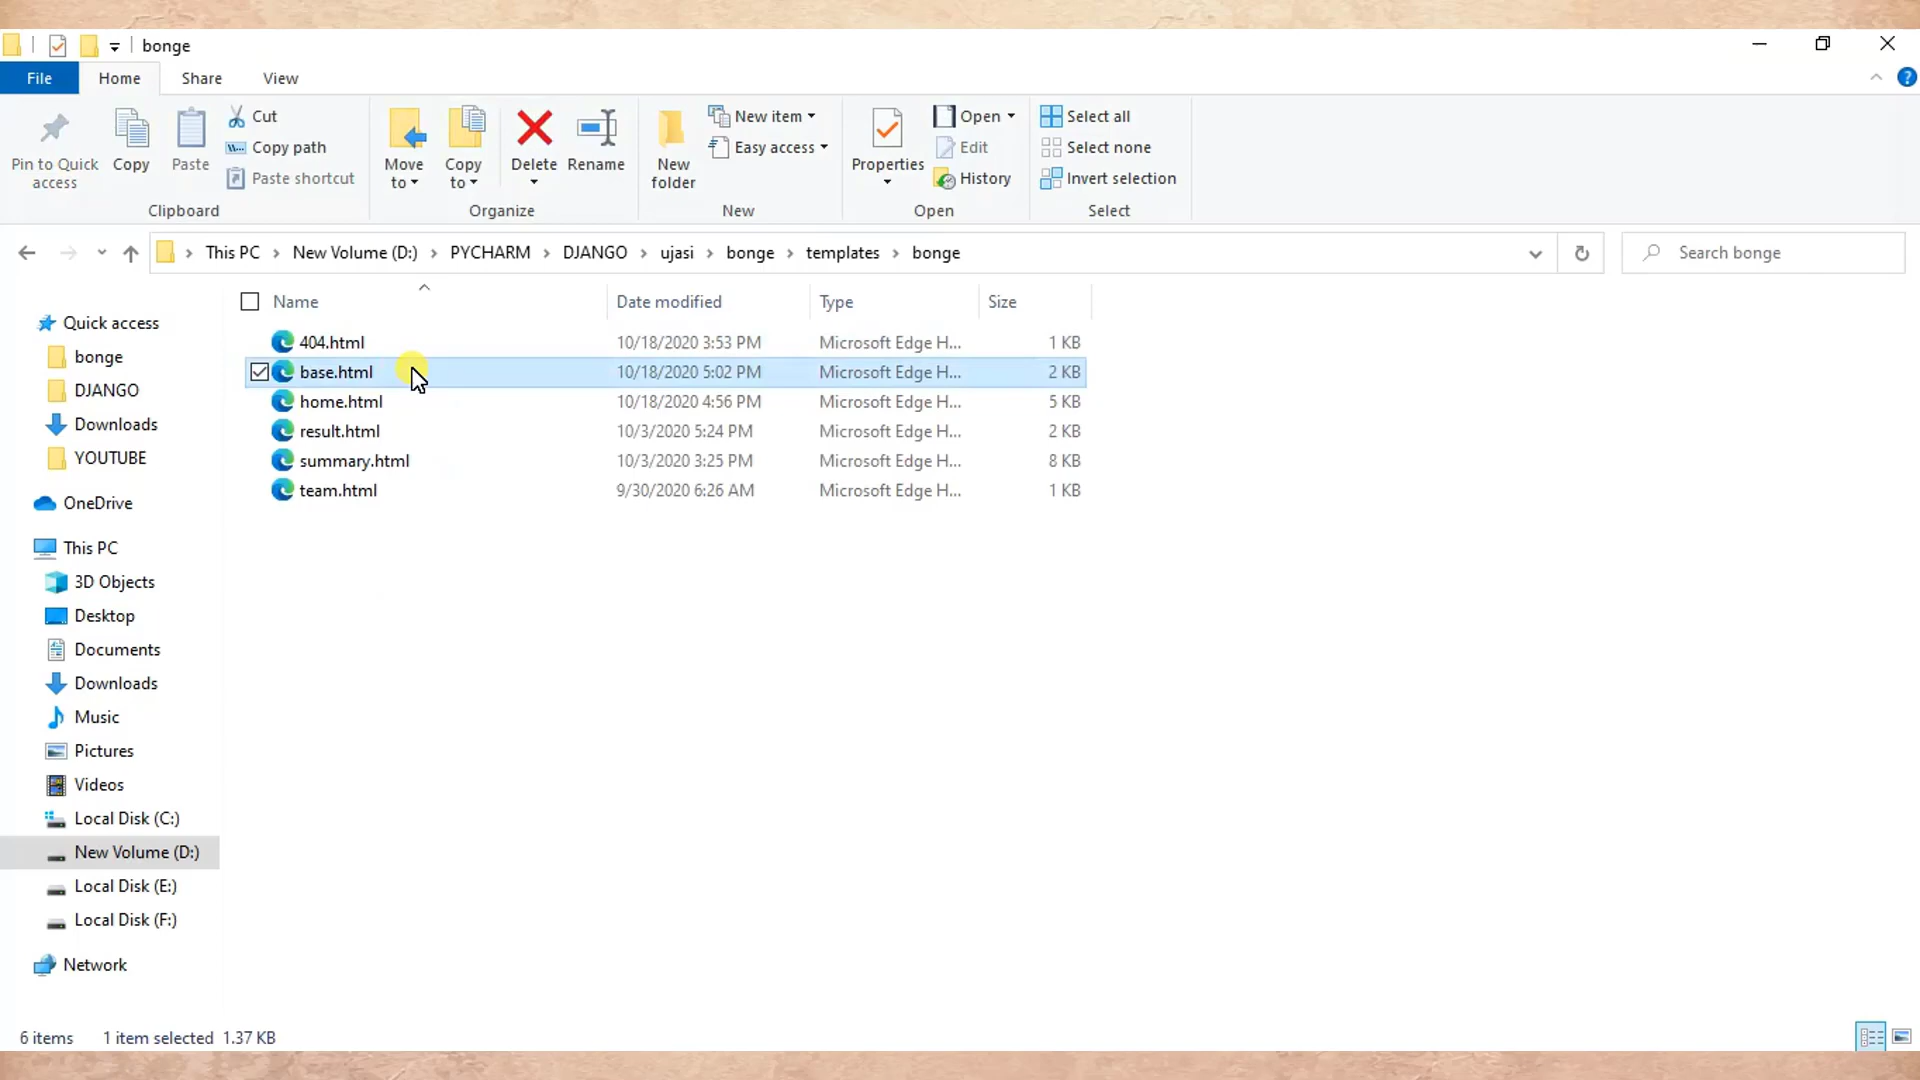 bonge
File Home Share View
Pin to Quick access
Copy
Paste
Cut
Copy path
Paste shortcut
Clipboard
Move to
Copy to
Delete
Rename
Organize
New folder
New item
Easy access
New
Properties
Open
Edit
History
Open
Select all
Select none
Invert selection
Select
This PC New Volume (D:) PYCHARM DJANGO ujasi bonge templates bonge
Search bonge
Quick access
bonge
DJANGO
Downloads
YOUTUBE
OneDrive
This PC
3D Objects
Desktop
Documents
Downloads
Music
Pictures
Videos
Local Disk (C:)
New Volume (D:)
Local Disk (E:)
Local Disk (F:)
Network
Name Date modified Type Size
404.html 10/18/2020 3:53 PM Microsoft Edge H... 1 KB
base.html 10/18/2020 5:02 PM Microsoft Edge H... 2 KB
home.html 10/18/2020 4:56 PM Microsoft Edge H... 5 KB
result.html 10/3/2020 5:24 PM Microsoft Edge H... 2 KB
summary.html 10/3/2020 3:25 PM Microsoft Edge H... 8 KB
team.html 9/30/2020 6:26 AM Microsoft Edge H... 1 KB
6 items 1 item selected 1.37 KB